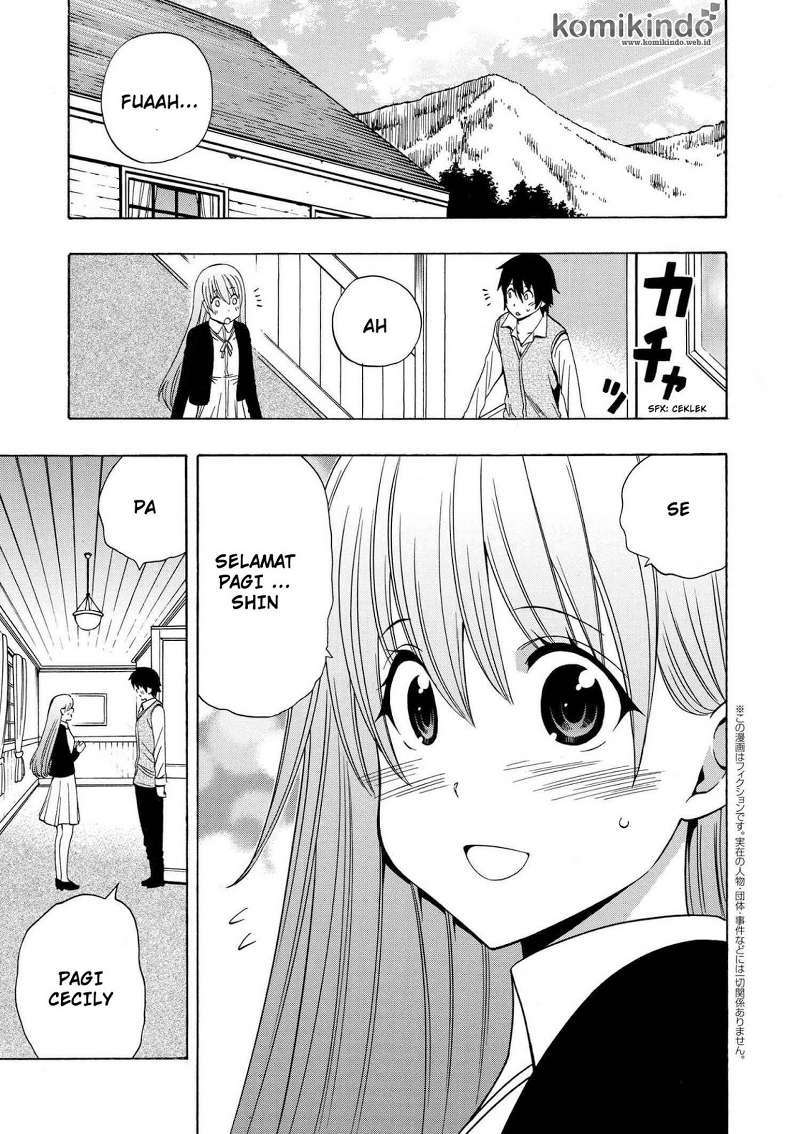 komikindo
www.komikindo.web.id
FUAAH...
カチャッ
SFX: CEKLEK
AH
SE
SELAMAT
PAGI ...
SHIN
PA
PAGI
CECILY
※この漫画はフィクションです。実在の人物・団体・事件などには一切関係ありません。